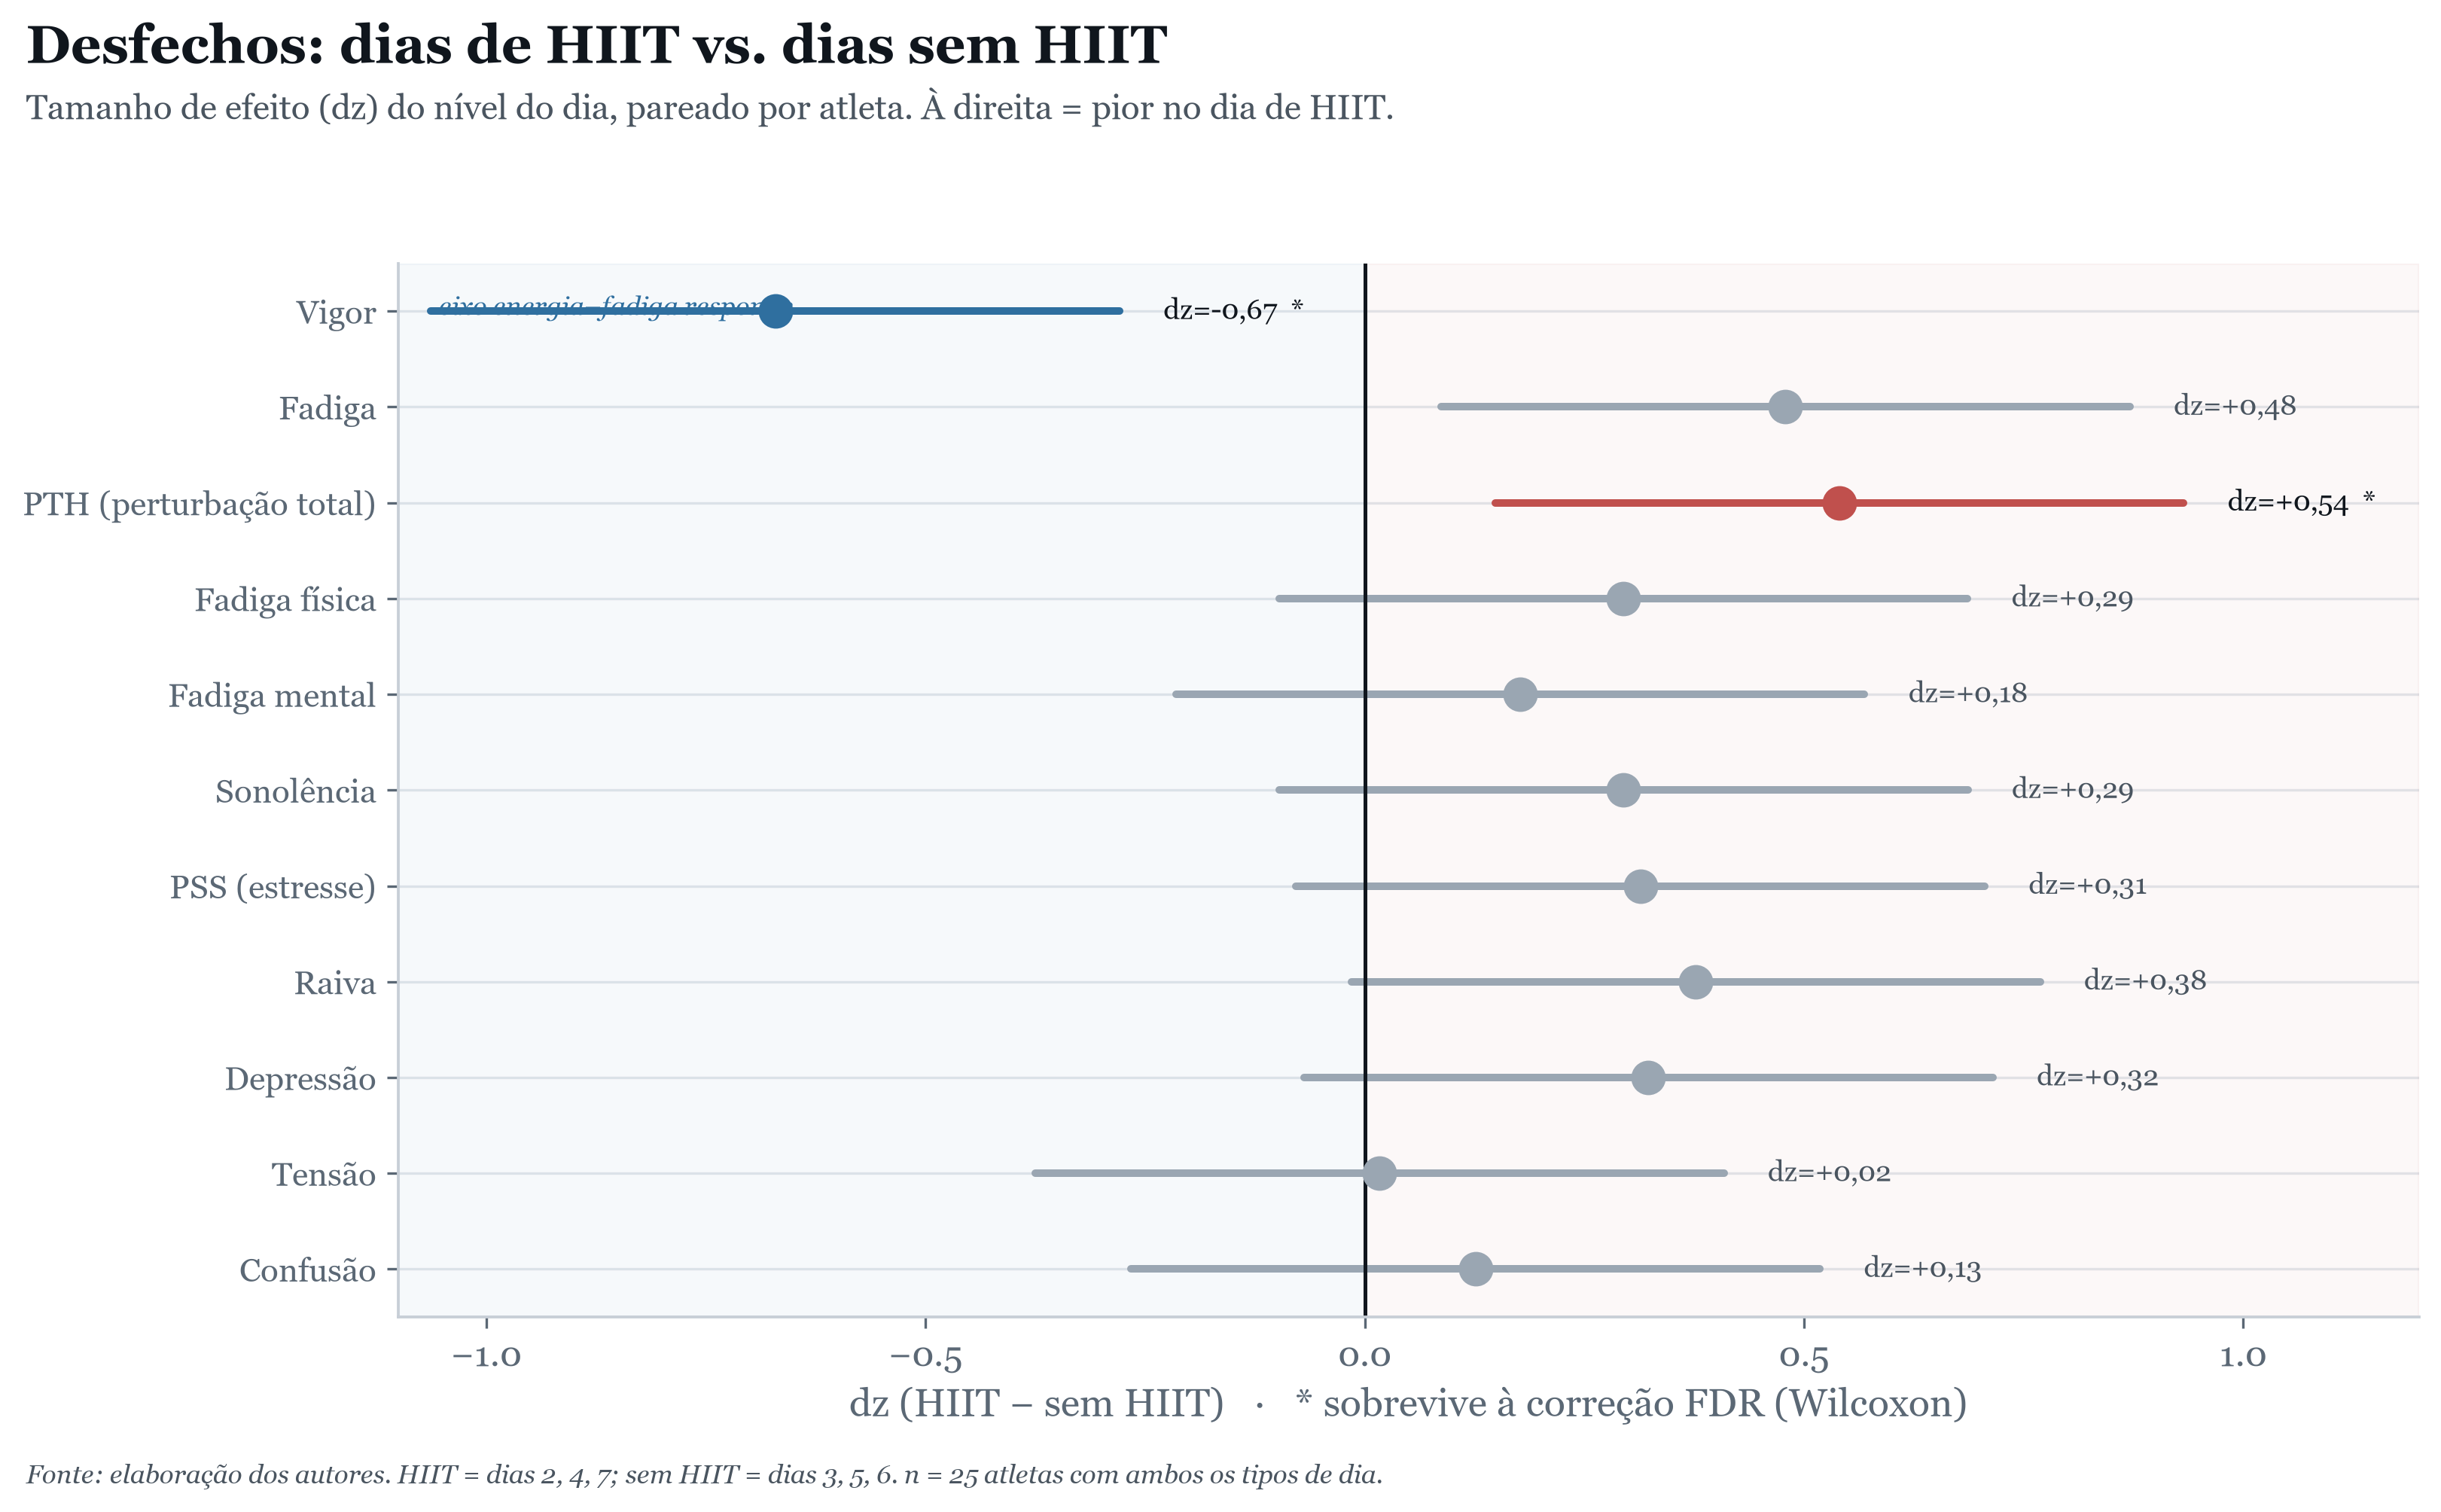 Desfechos: dias de HIIT vs. dias sem HIIT
Tamanho de efeito (dz) do nível do dia, pareado por atleta. À direita = pior no dia de HIIT.
Vigor
eixo energia–fadiga
dz=-0,67 *
Fadiga
dz=+0,48
PTH (perturbação total)
dz=+0,54 *
Fadiga física
dz=+0,29
Fadiga mental
dz=+0,18
Sonolência
dz=+0,29
PSS (estresse)
dz=+0,31
Raiva
dz=+0,38
Depressão
dz=+0,32
Tensão
dz=+0,02
Confusão
dz=+0,13
−1.0 −0.5 0.0 0.5 1.0
dz (HIIT – sem HIIT) · * sobrevive à correção FDR (Wilcoxon)
Fonte: elaboração dos autores. HIIT = dias 2, 4, 7; sem HIIT = dias 3, 5, 6. n = 25 atletas com ambos os tipos de dia.